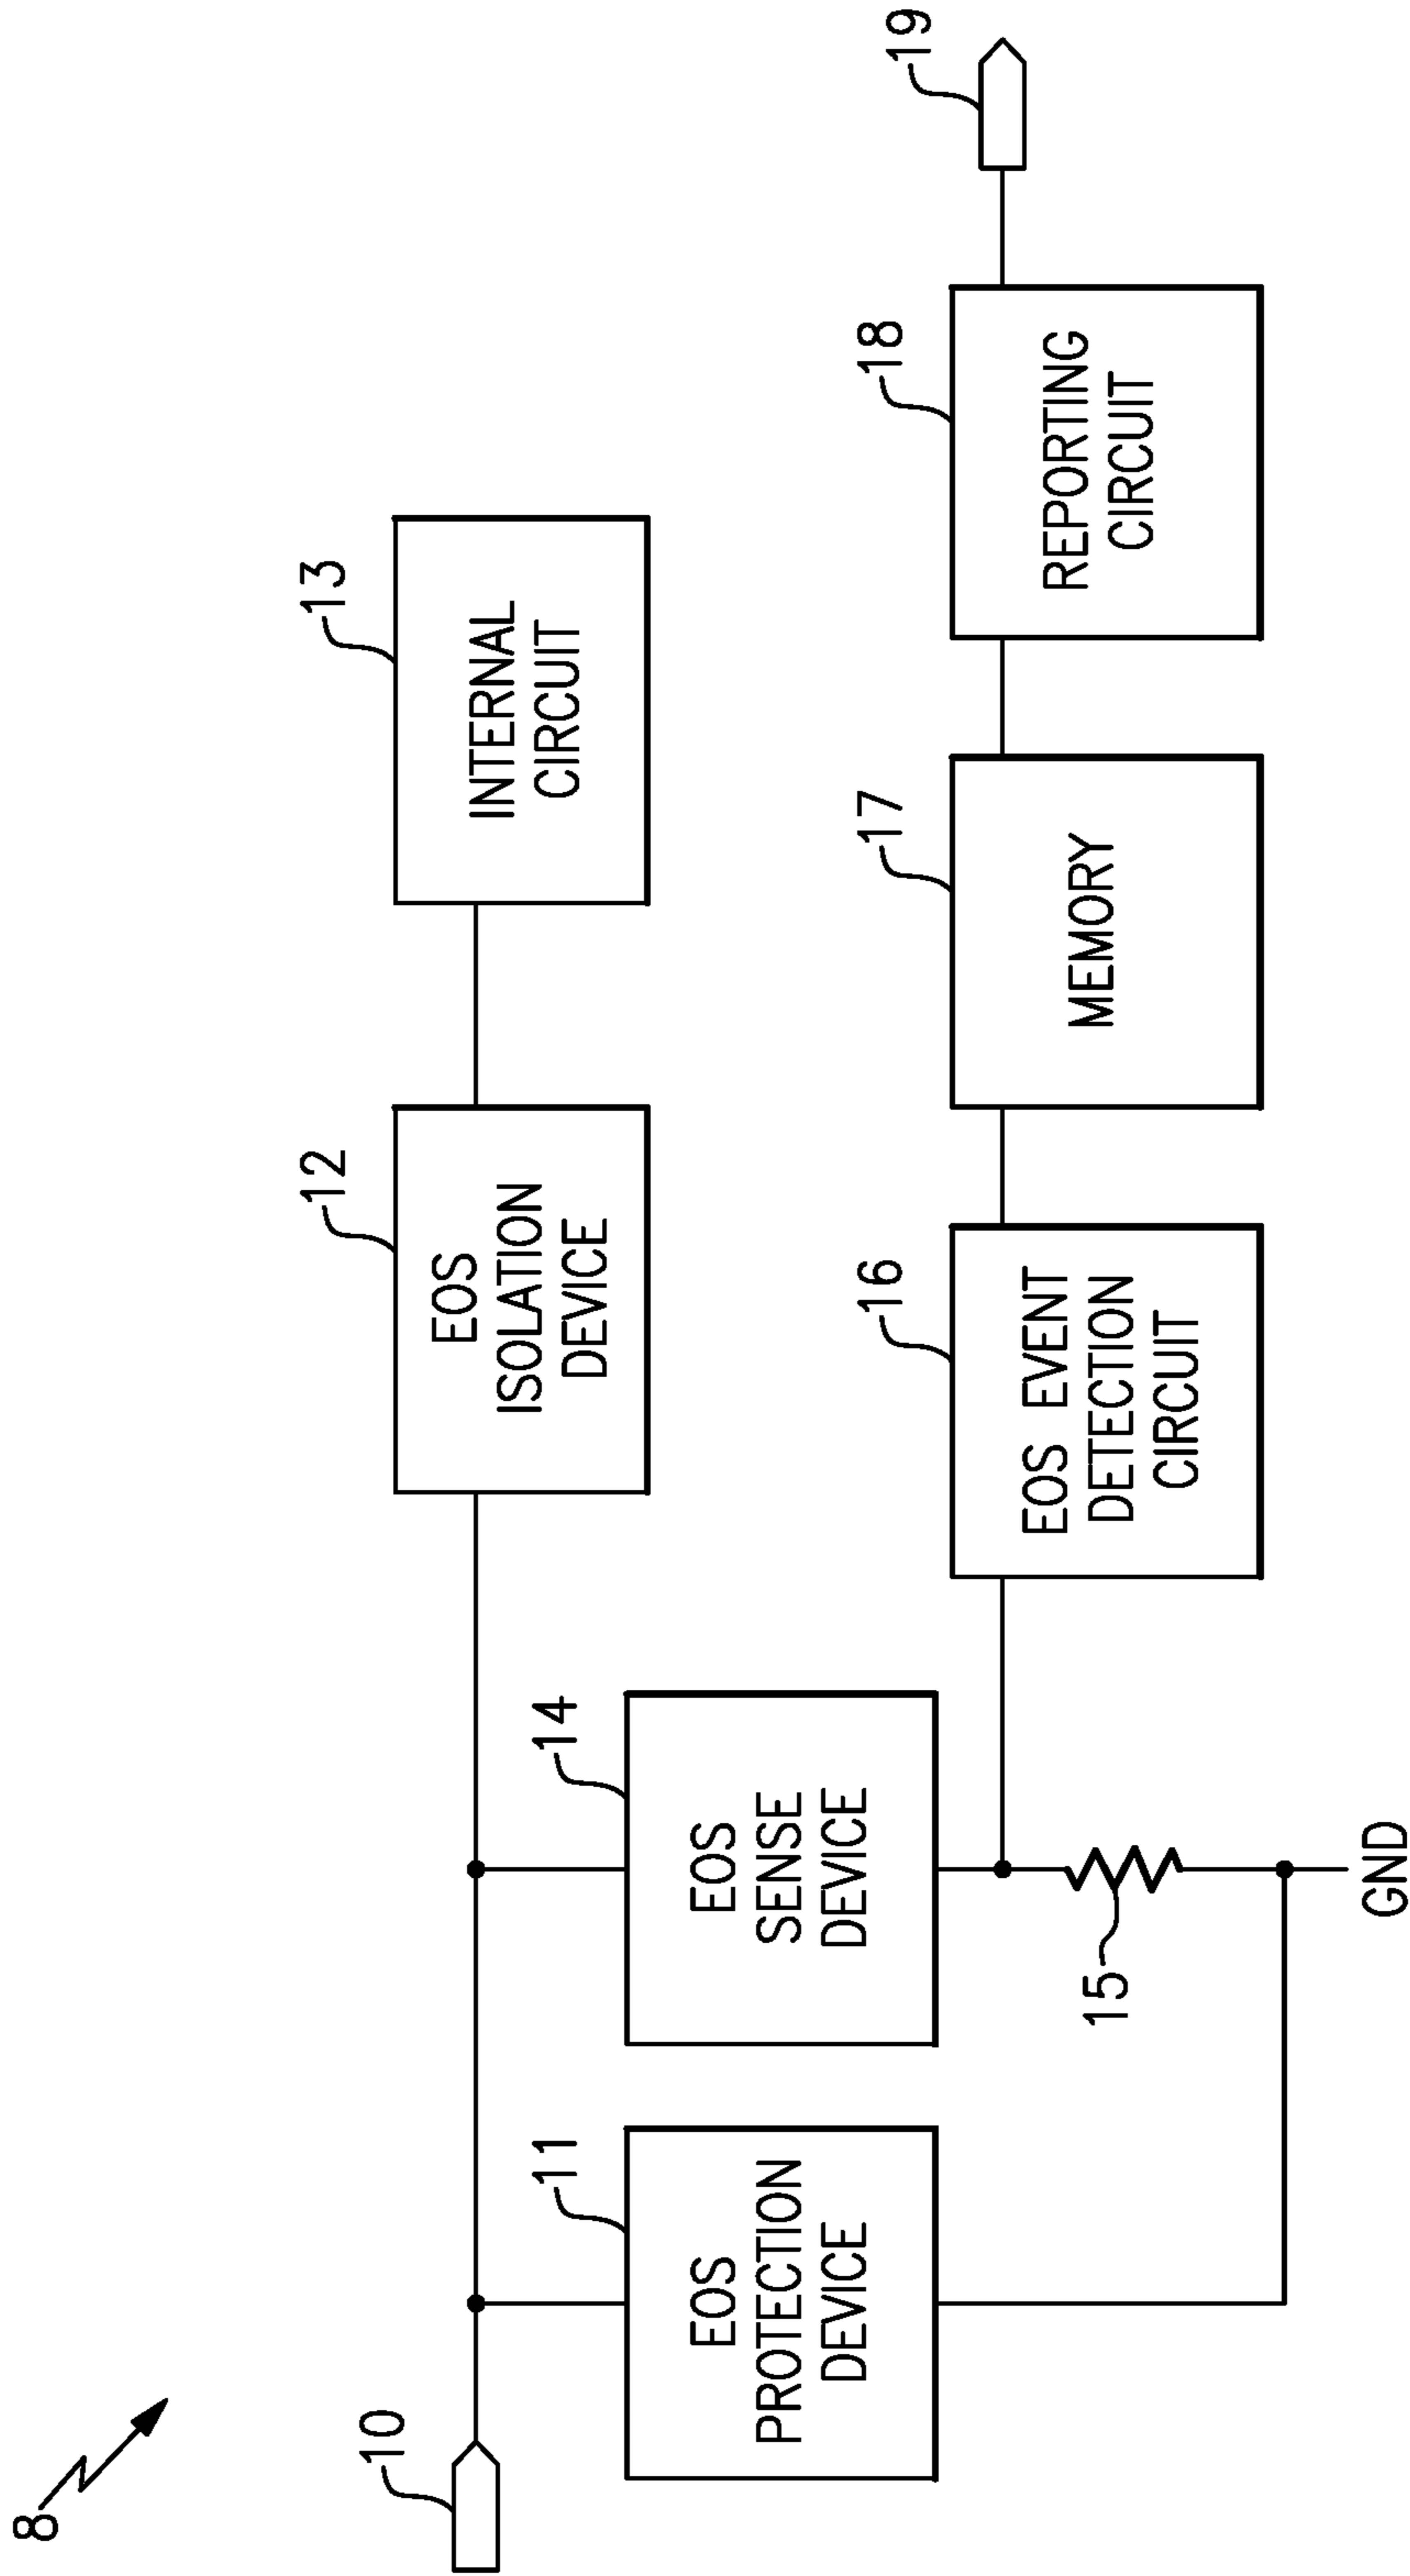 8
10
12
EOS
ISOLATION
DEVICE
13
INTERNAL
CIRCUIT
11
EOS
PROTECTION
DEVICE
14
EOS
SENSE
DEVICE
15
GND
16
EOS EVENT
DETECTION
CIRCUIT
17
MEMORY
18
REPORTING
CIRCUIT
19